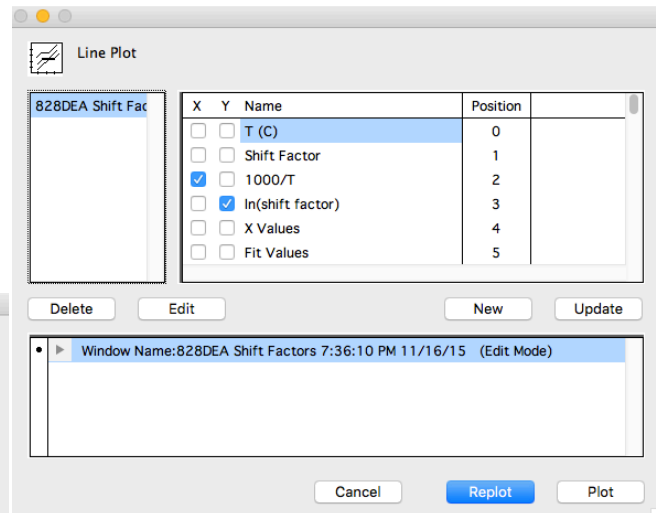 Line Plot
828DEA Shift Fac
X Y Name Position
T (C) 0
Shift Factor 1
1000/T 2
ln(shift factor) 3
X Values 4
Fit Values 5
Delete Edit New Update
Window Name:828DEA Shift Factors 7:36:10 PM 11/16/15 (Edit Mode)
Cancel Replot Plot